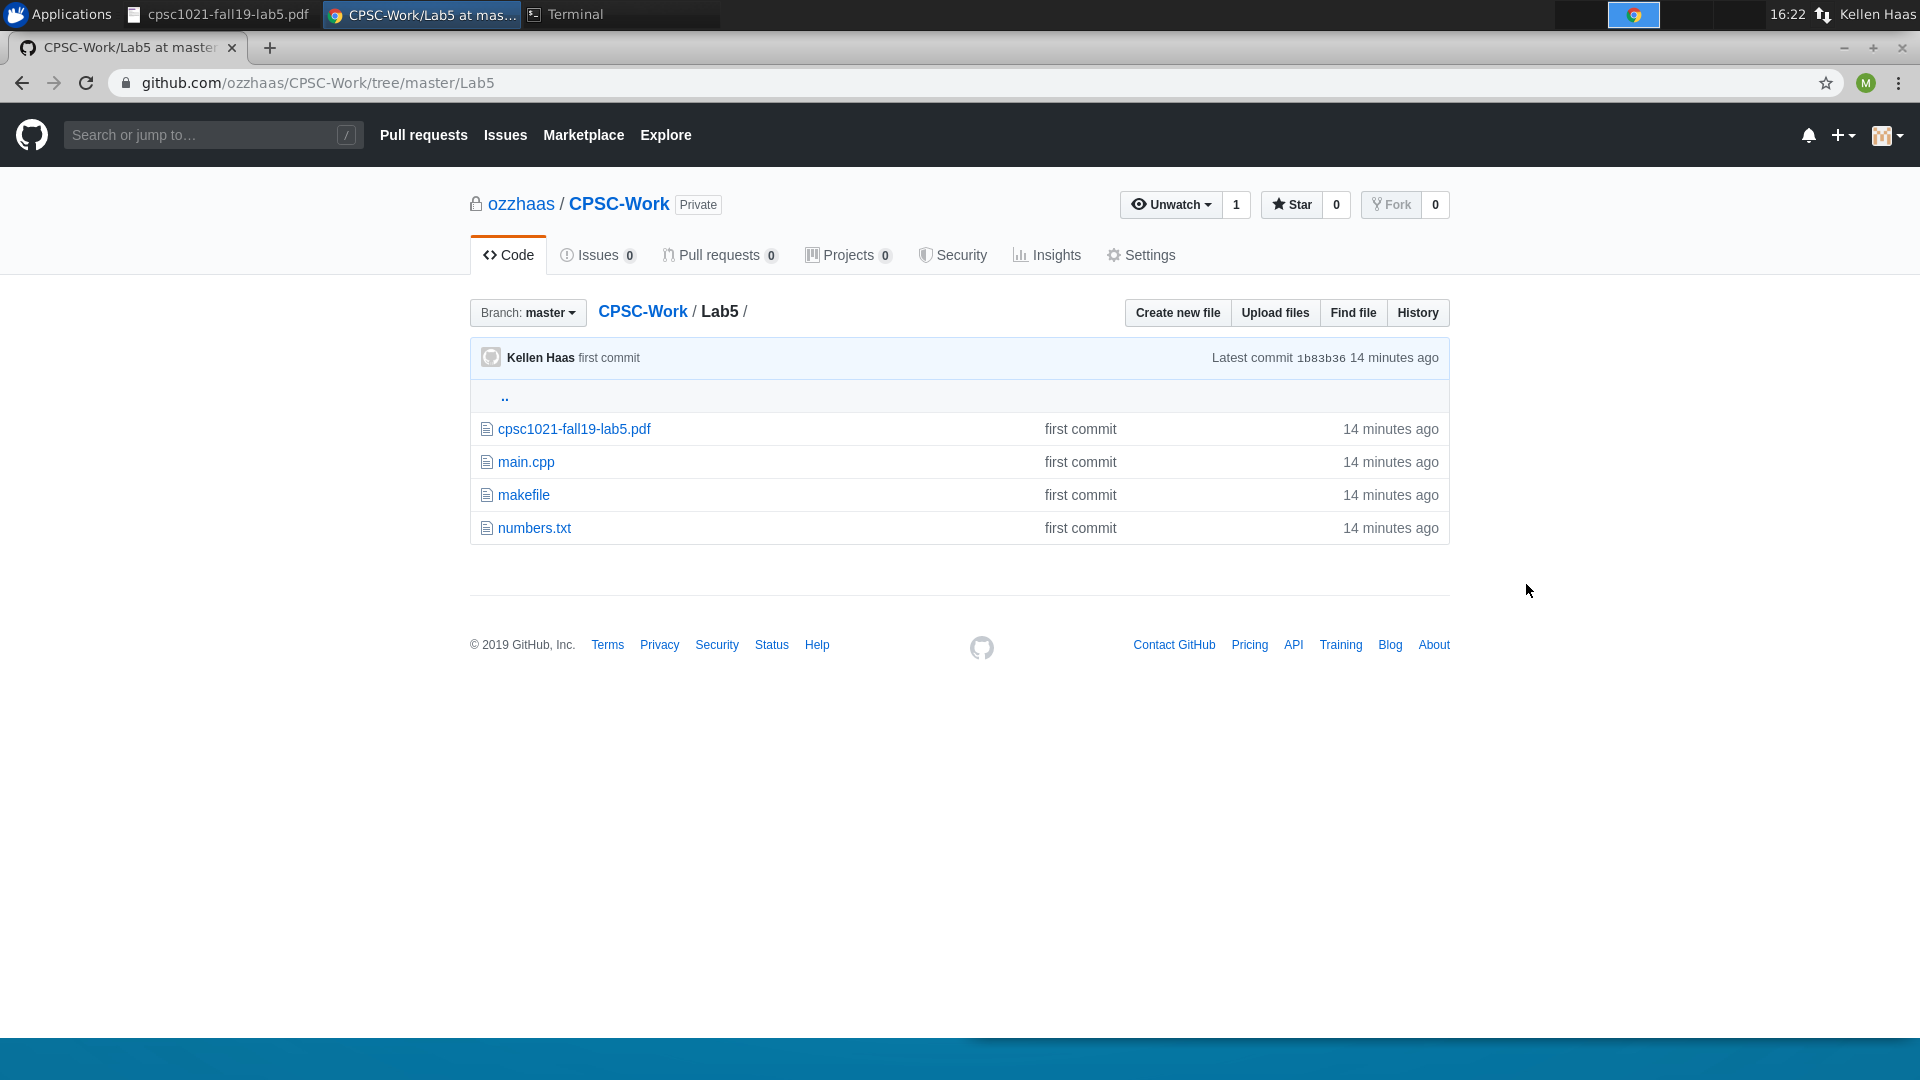 Applications cpsc1021-fall19-lab5.pdf CPSC-Work/Lab5 at mas... Terminal 16:22 Kellen Haas
CPSC-Work/Lab5 at master
github.com/ozzhaas/CPSC-Work/tree/master/Lab5 M
Search or jump to… / Pull requests Issues Marketplace Explore
ozzhaas / CPSC-Work Private Unwatch 1 Star 0 Fork 0
Code Issues 0 Pull requests 0 Projects 0 Security Insights Settings
Branch: master CPSC-Work / Lab5 / Create new file Upload files Find file History
Kellen Haas first commit Latest commit 1b83b36 14 minutes ago
..
cpsc1021-fall19-lab5.pdf first commit 14 minutes ago
main.cpp first commit 14 minutes ago
makefile first commit 14 minutes ago
numbers.txt first commit 14 minutes ago
© 2019 GitHub, Inc. Terms Privacy Security Status Help Contact GitHub Pricing API Training Blog About